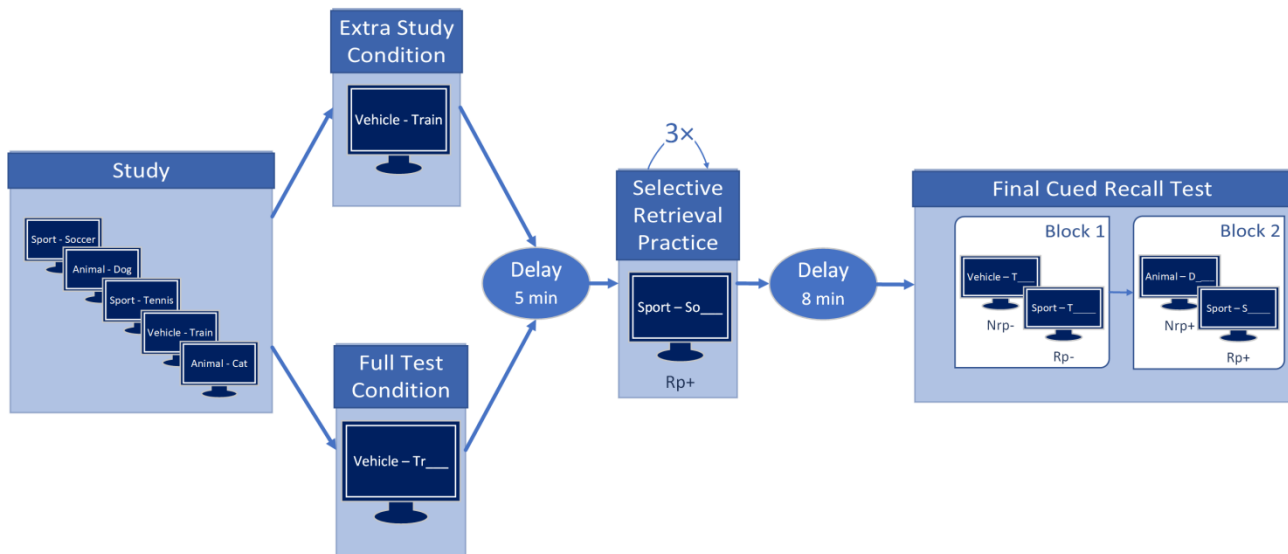 Study
Sport - Soccer
Animal - Dog
Sport - Tennis
Vehicle - Train
Animal - Cat
Extra Study
Condition
Vehicle - Train
Full Test
Condition
Vehicle – Tr___
Delay
5 min
3×
Selective
Retrieval
Practice
Sport – So___
Rp+
Delay
8 min
Final Cued Recall Test
Block 1
Vehicle – T___
Nrp-
Sport – T____
Rp-
Block 2
Animal – D____
Nrp+
Sport – S____
Rp+